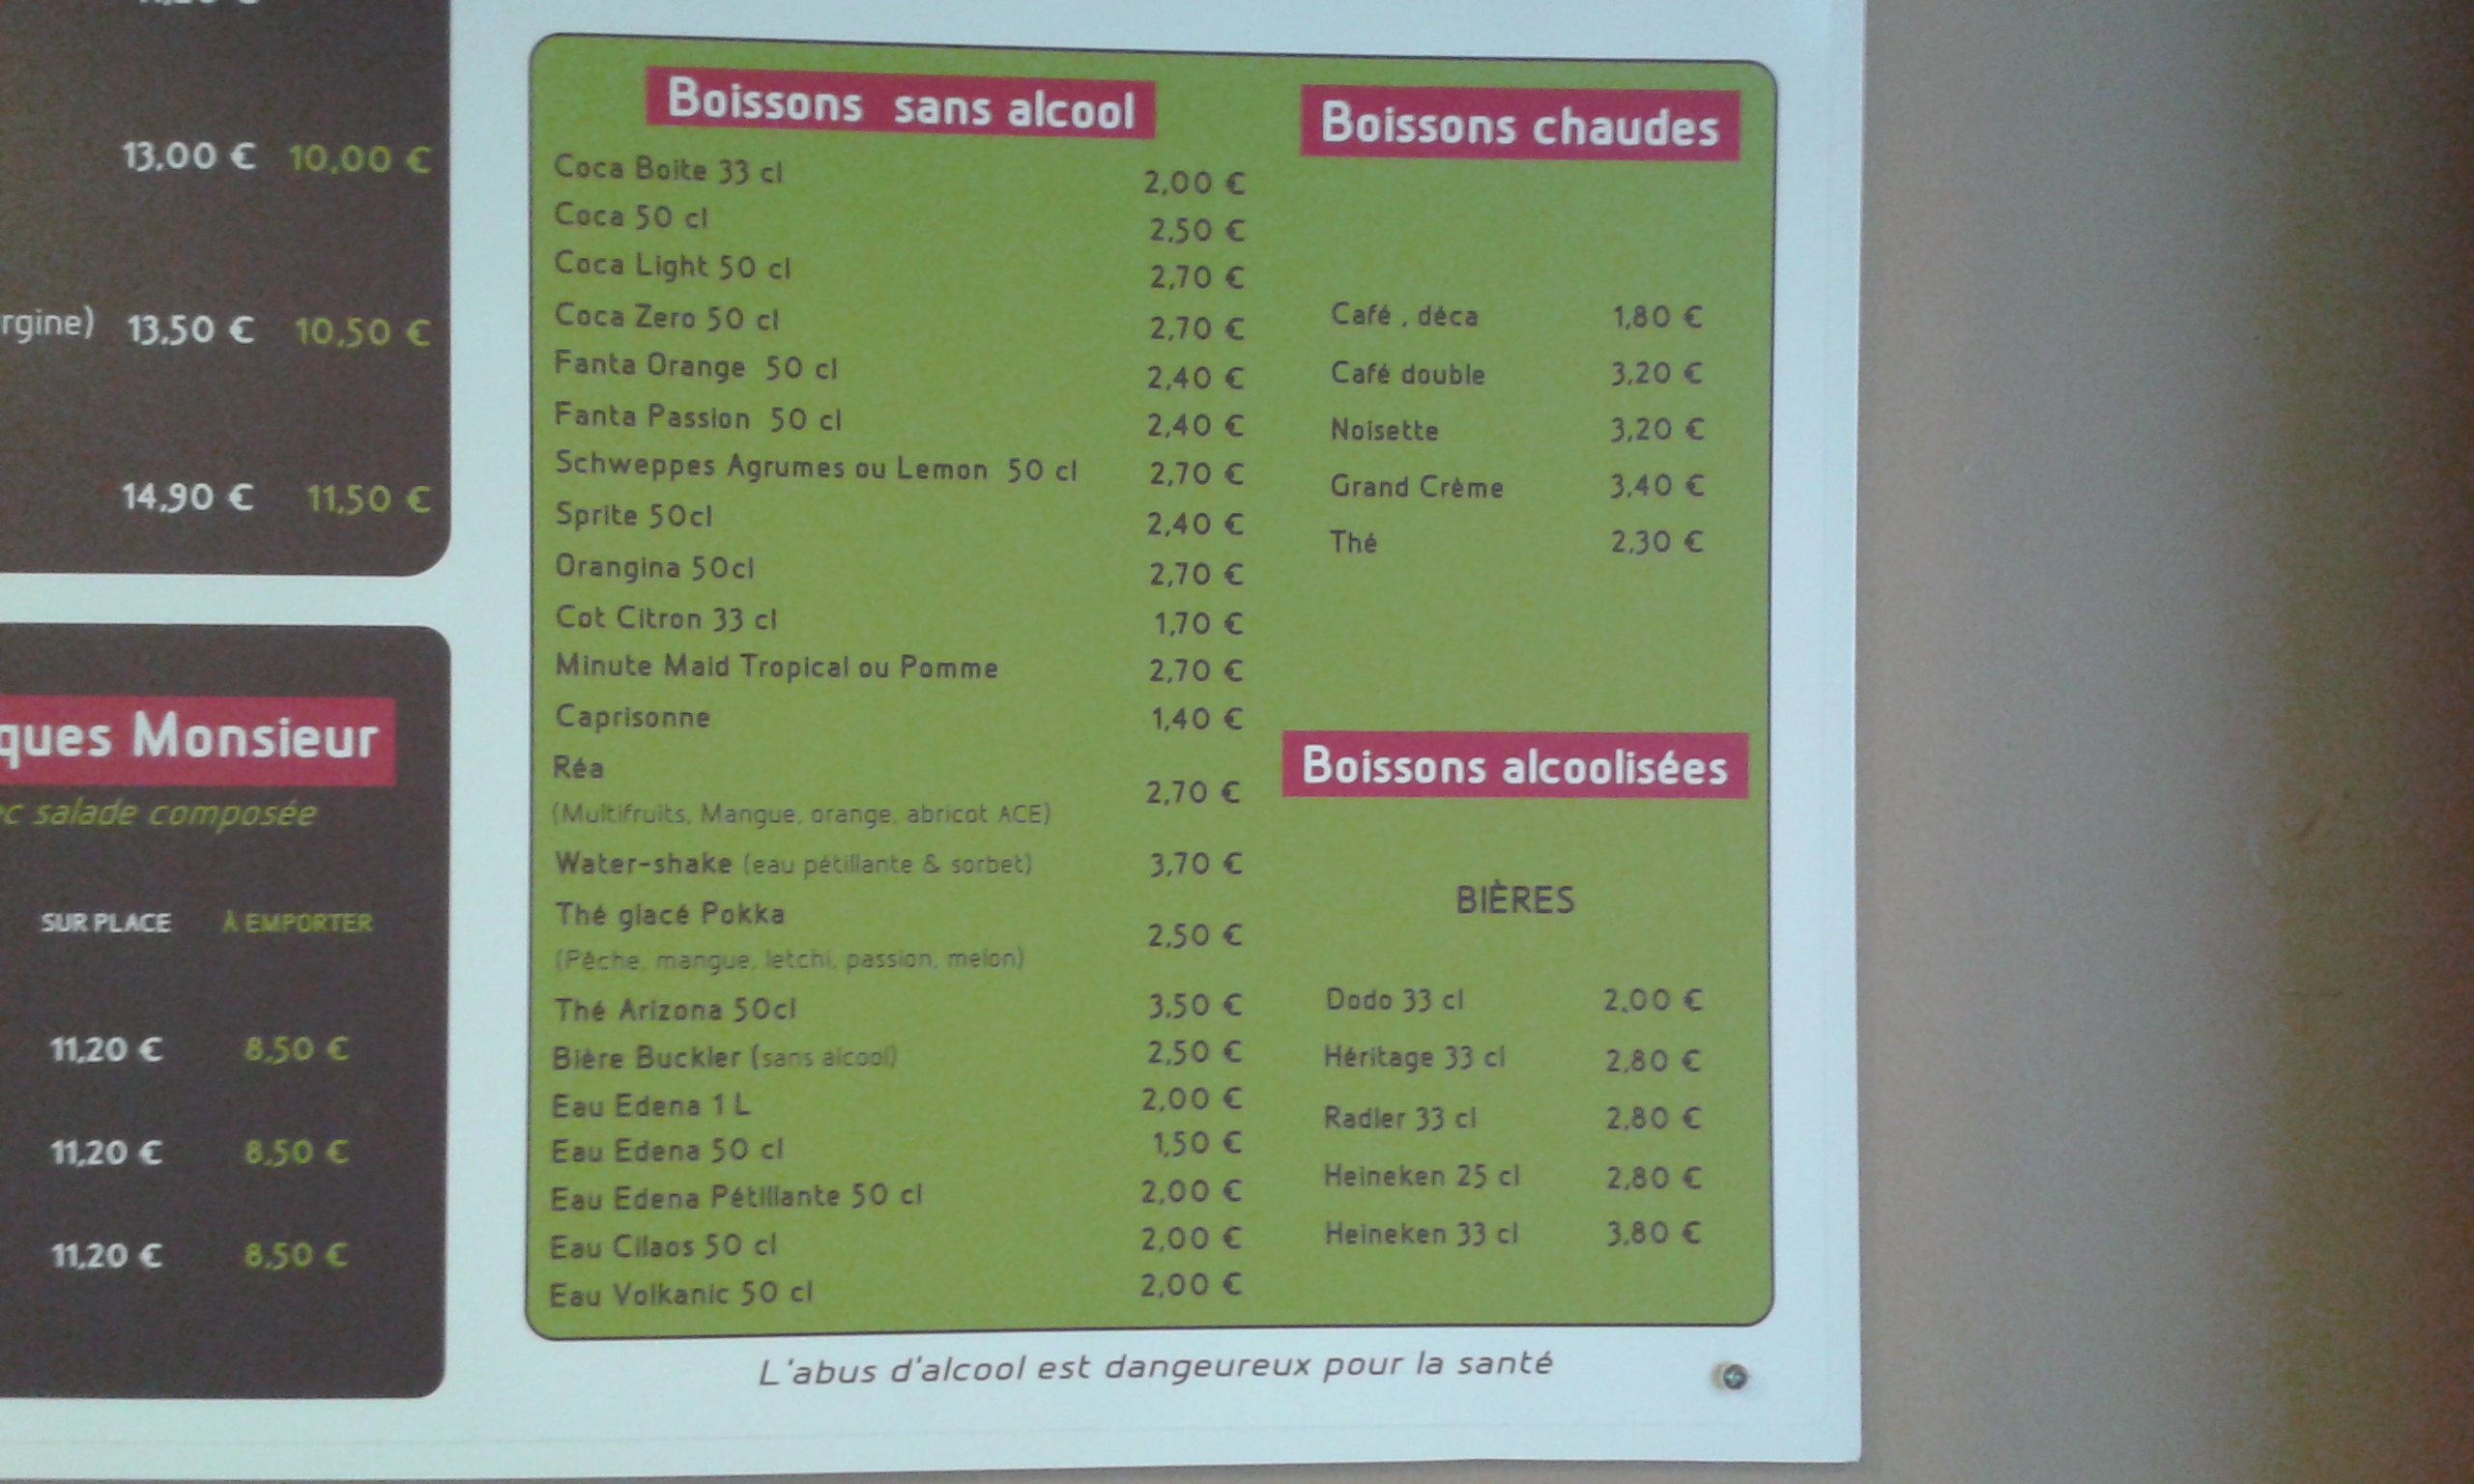 13,00 € 10,00 €
rgine) 13,50 € 10,50 €
14,90 € 11,50 €
ques Monsieur
ec salade composée
SUR PLACE À EMPORTER
11,20 € 8,50 €
11,20 € 8,50 €
11,20 € 8,50 €
Boissons sans alcool
Coca Boite 33 cl 2,00 €
Coca 50 cl 2,50 €
Coca Light 50 cl 2,70 €
Coca Zero 50 cl 2,70 €
Fanta Orange 50 cl 2,40 €
Fanta Passion 50 cl 2,40 €
Schweppes Agrumes ou Lemon 50 cl 2,70 €
Sprite 50cl 2,40 €
Orangina 50cl 2,70 €
Cot Citron 33 cl 1,70 €
Minute Maid Tropical ou Pomme 2,70 €
Caprisonne 1,40 €
Réa 2,70 €
(Multifruits, Mangue, orange, abricot ACE)
Water-shake (eau pétillante & sorbet) 3,70 €
Thé glacé Pokka 2,50 €
(Pêche, mangue, letchi, passion, melon)
Thé Arizona 50cl 3,50 €
Bière Buckler (sans alcool) 2,50 €
Eau Edena 1 L 2,00 €
Eau Edena 50 cl 1,50 €
Eau Edena Pétillante 50 cl 2,00 €
Eau Cilaos 50 cl 2,00 €
Eau Volkanic 50 cl 2,00 €
Boissons chaudes
Café , déca 1,80 €
Café double 3,20 €
Noisette 3,20 €
Grand Crème 3,40 €
Thé 2,30 €
Boissons alcoolisées
BIÈRES
Dodo 33 cl 2,00 €
Héritage 33 cl 2,80 €
Radler 33 cl 2,80 €
Heineken 25 cl 2,80 €
Heineken 33 cl 3,80 €
L'abus d'alcool est dangeureux pour la santé